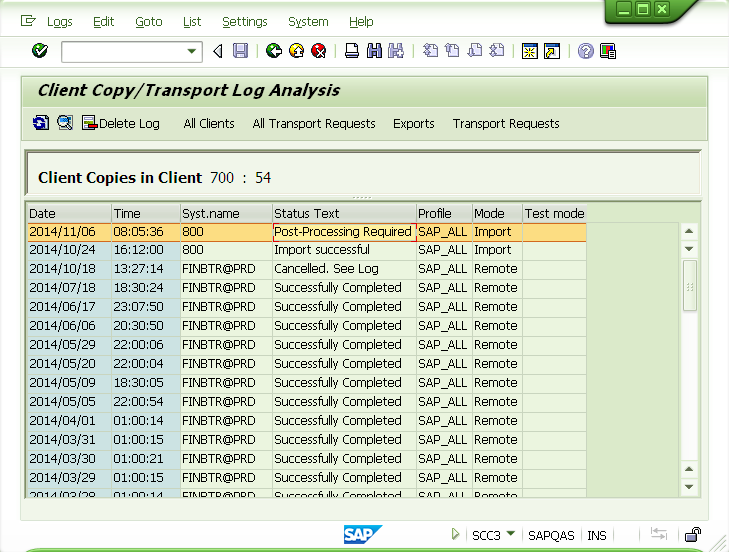 Logs Edit Goto List Settings System Help
Client Copy/Transport Log Analysis
Delete Log All Clients All Transport Requests Exports Transport Requests
Client Copies in Client 700 : 54
Date Time Syst.name Status Text Profile Mode Test mode
2014/11/06 08:05:36 800 Post-Processing Required SAP_ALL Import
2014/10/24 16:12:00 800 Import successful SAP_ALL Import
2014/10/18 13:27:14 FINBTR@PRD Cancelled. See Log SAP_ALL Remote
2014/07/18 18:30:24 FINBTR@PRD Successfully Completed SAP_ALL Remote
2014/06/17 23:07:50 FINBTR@PRD Successfully Completed SAP_ALL Remote
2014/06/06 20:30:50 FINBTR@PRD Successfully Completed SAP_ALL Remote
2014/05/29 22:00:06 FINBTR@PRD Successfully Completed SAP_ALL Remote
2014/05/20 22:00:04 FINBTR@PRD Successfully Completed SAP_ALL Remote
2014/05/09 18:30:05 FINBTR@PRD Successfully Completed SAP_ALL Remote
2014/05/05 22:00:54 FINBTR@PRD Successfully Completed SAP_ALL Remote
2014/04/01 01:00:14 FINBTR@PRD Successfully Completed SAP_ALL Remote
2014/03/31 01:00:15 FINBTR@PRD Successfully Completed SAP_ALL Remote
2014/03/30 01:00:21 FINBTR@PRD Successfully Completed SAP_ALL Remote
2014/03/29 01:00:15 FINBTR@PRD Successfully Completed SAP_ALL Remote
2014/03/28 01:00:14 FINBTR@PRD Successfully Completed SAP_ALL Remote
SAP SCC3 SAPQAS INS